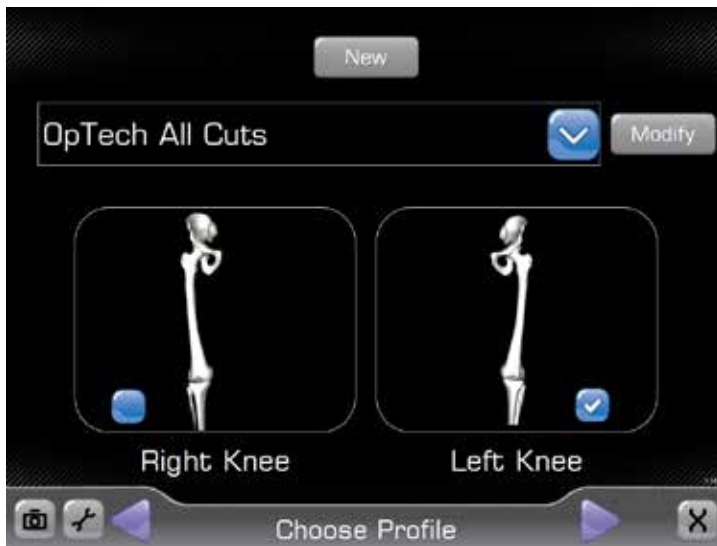 New
OpTech All Cuts
Modify
Right Knee
Left Knee
Choose Profile